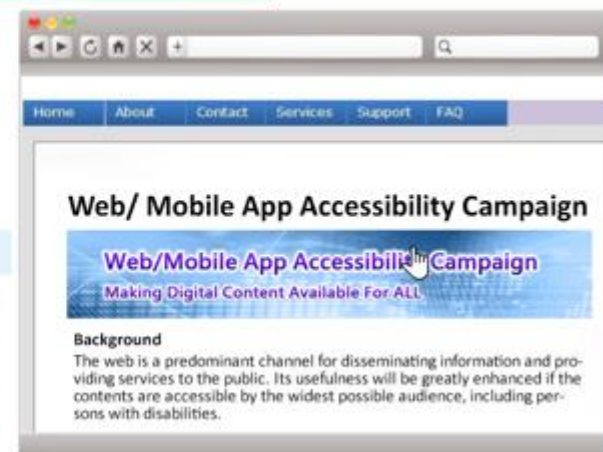 Home About Contact Services Support FAQ
Web/ Mobile App Accessibility Campaign
Web/Mobile App Accessibility Campaign
Making Digital Content Available For ALL
Background
The web is a predominant channel for disseminating information and pro-
viding services to the public. Its usefulness will be greatly enhanced if the
contents are accessible by the widest possible audience, including per-
sons with disabilities.